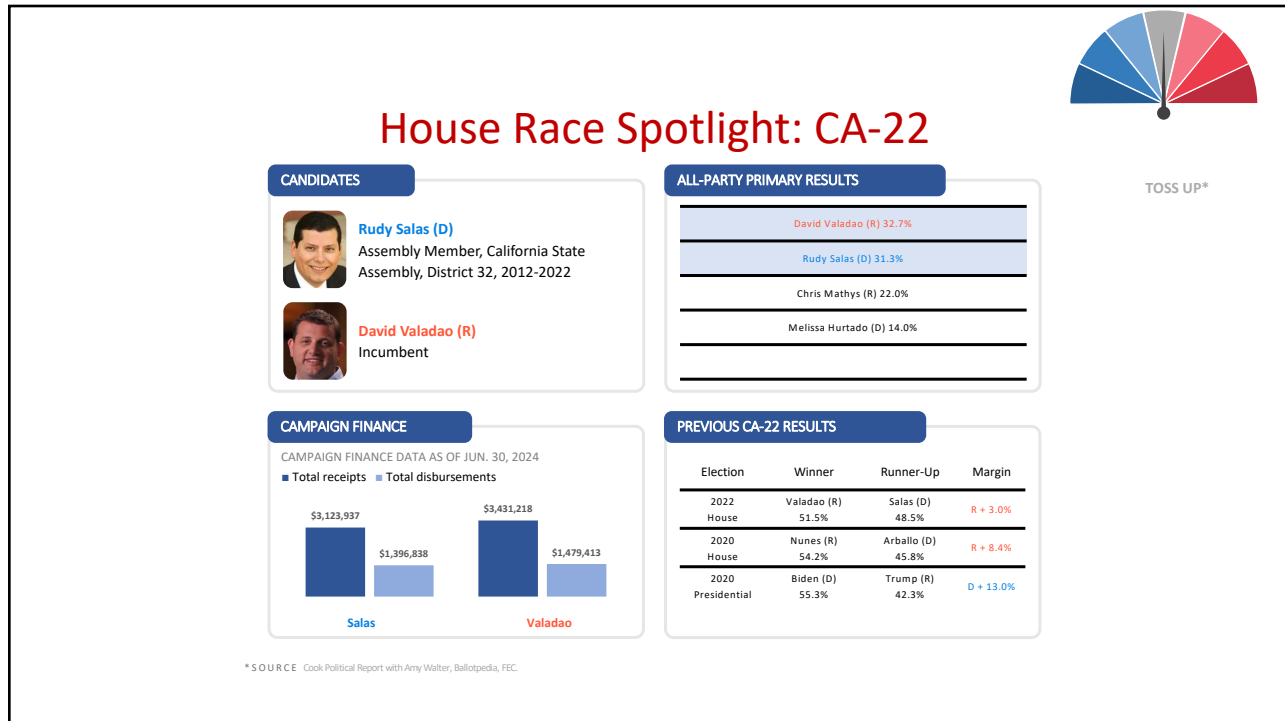 House Race Spotlight: CA-22
TOSS UP*
CANDIDATES
Rudy Salas (D)
Assembly Member, California State
Assembly, District 32, 2012-2022
David Valadao (R)
Incumbent
ALL-PARTY PRIMARY RESULTS
David Valadao (R) 32.7%
Rudy Salas (D) 31.3%
Chris Mathys (R) 22.0%
Melissa Hurtado (D) 14.0%
CAMPAIGN FINANCE
CAMPAIGN FINANCE DATA AS OF JUN. 30, 2024
Total receipts Total disbursements
$3,123,937 $1,396,838 $3,431,218 $1,479,413
Salas Valadao
PREVIOUS CA-22 RESULTS
Election Winner Runner-Up Margin
2022 Valadao (R) Salas (D) R + 3.0%
House 51.5% 48.5%
2020 Nunes (R) Arballo (D) R + 8.4%
House 54.2% 45.8%
2020 Biden (D) Trump (R) D + 13.0%
Presidential 55.3% 42.3%
*SOURCE Cook Political Report with Amy Walter, Ballotpedia, FEC.